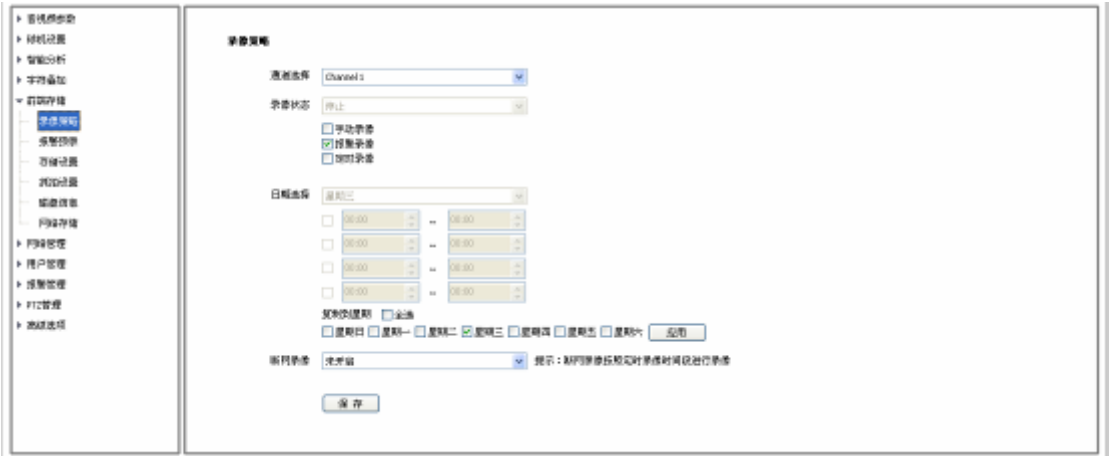 音视频参数
随机设置
智能分析
字符叠加
前端存储
录像策略
报警预录
存储设置
抓拍设置
磁盘信息
网络存储
网络管理
用户管理
报警管理
PTZ管理
高级选项
录像策略
通道选择 Channel1
录像状态 停止
手动录像
报警录像
定时录像
日期选择 星期三
00:00 -- 00:00
00:00 -- 00:00
00:00 -- 00:00
00:00 -- 00:00
复制到星期 全选
星期日 星期一 星期二 星期三 星期四 星期五 星期六 应用
断网录像 未开启 提示：断网录像按照定时录像时间段进行录像
保存